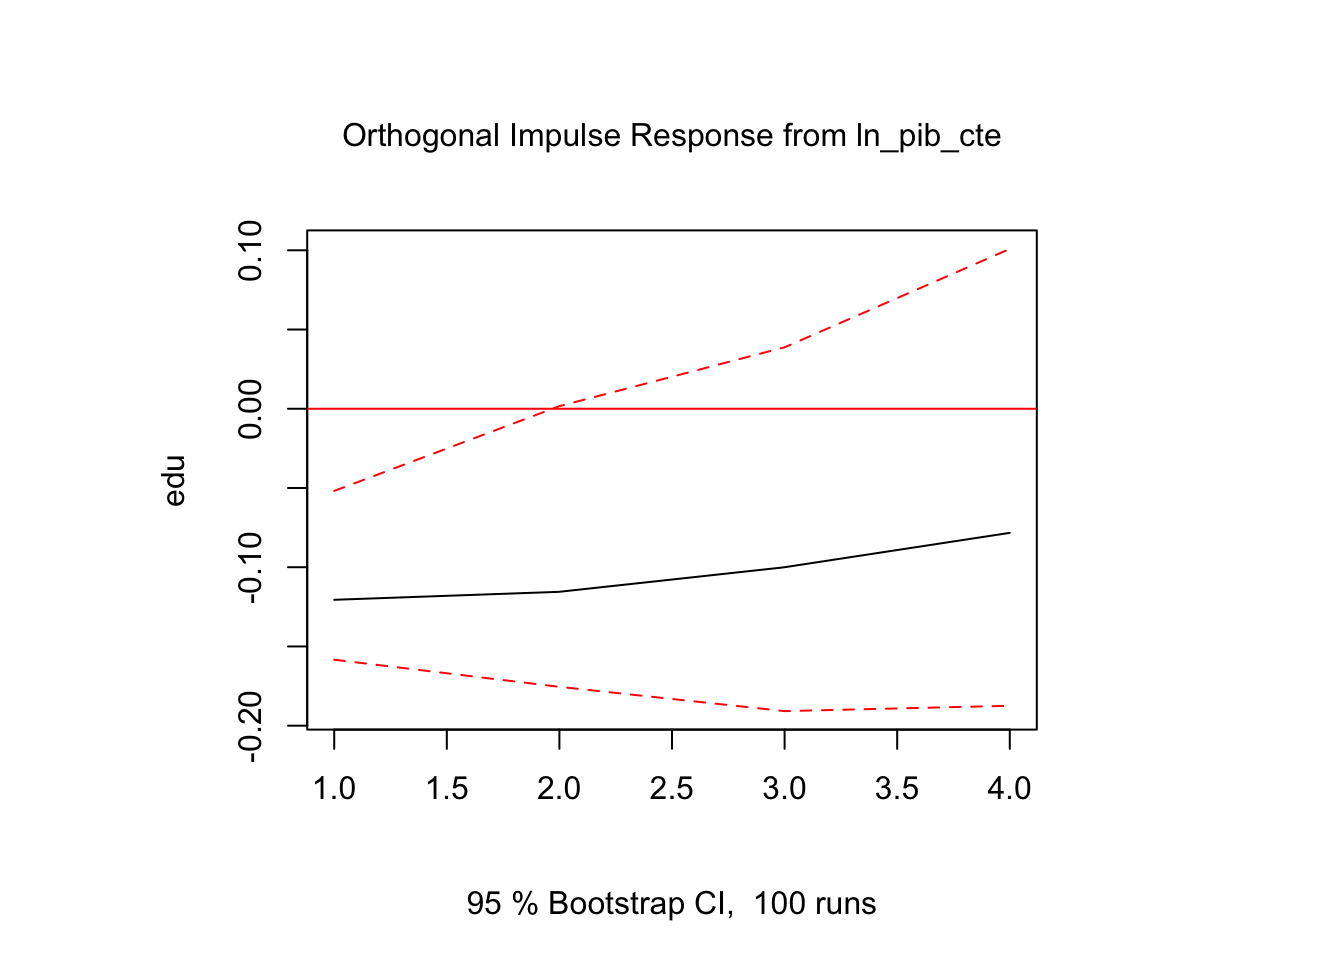 Orthogonal Impulse Response from ln_pib_cte
0.10
0.00
-0.10
-0.20
edu
1.0 1.5 2.0 2.5 3.0 3.5 4.0
95 % Bootstrap CI,  100 runs